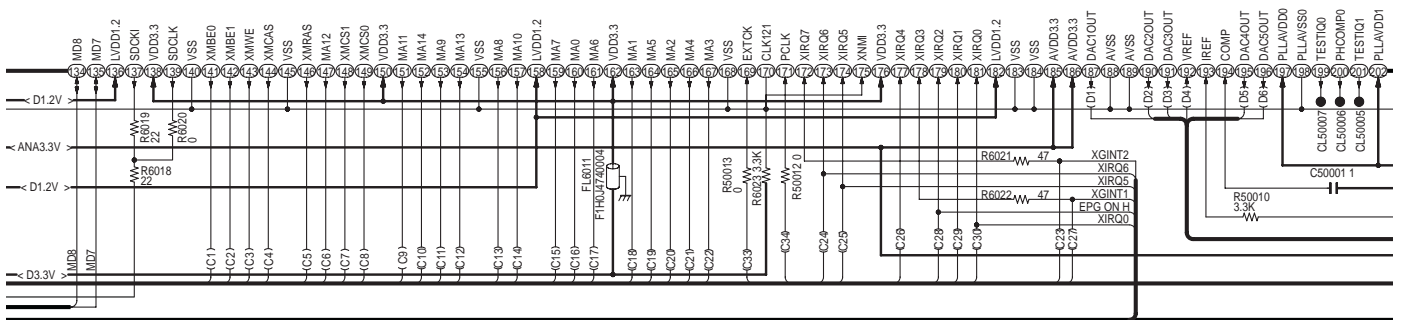 MD8
MD7
LVDD1.2
SDCKI
VDD3.3
SDCLK
VSS
XMBE0
XMBE1
XMWE
XMCAS
VSS
XMRAS
MA12
XMCS1
XMCS0
VDD3.3
MA11
MA14
MA9
MA13
VSS
MA8
MA10
LVDD1.2
MA7
MA0
MA6
VDD3.3
MA1
MA5
MA2
MA4
MA3
VSS
EXTCK
CLK121
PCLK
XIRQ7
XIRQ6
XIRQ5
XNMI
VDD3.3
XIRQ4
XIRQ3
XIRQ2
XIRQ1
XIRQ0
LVDD1.2
VSS
VSS
AVDD3.3
AVDD3.3
DAC1OUT
AVSS
AVSS
DAC2OUT
DAC3OUT
VREF
IREF
COMP
DAC4OUT
DAC5OUT
PLLAVDD0
PLLAVSS0
TESTIQ0
PHCOMP0
TESTIQ1
PLLAVDD1
134 135 136 137 138 139 140 141 142 143 144 145 146 147 148 149 150 151 152 153 154 155 156 157 158 159 160 161 162 163 164 165 166 167 168 169 170 171 172 173 174 175 176 177 178 179 180 181 182 183 184 185 186 187 188 189 190 191 192 193 194 195 196 197 198 199 200 201 202
D1.2V
D1
D2
D3
D4
D5
D6
R6019
22
R6020
0
CL50007
CL50006
CL50005
ANA3.3V
R6018
22
FL6011
F1H0J4740004
R50013
0
R6023 3.3K
R50012 0
R6021 47
XGINT2
XIRQ6
XIRQ5
D1.2V
R6022 47
XGINT1
EPG ON H
XIRQ0
C50001 1
R50010
3.3K
MD8
MD7
C1
C2
C3
C4
C5
C6
C7
C8
C9
C10
C11
C12
C13
C14
C15
C16
C17
C18
C19
C20
C21
C22
C33
C34
C24
C25
C26
C28
C29
C30
C23
C27
D3.3V